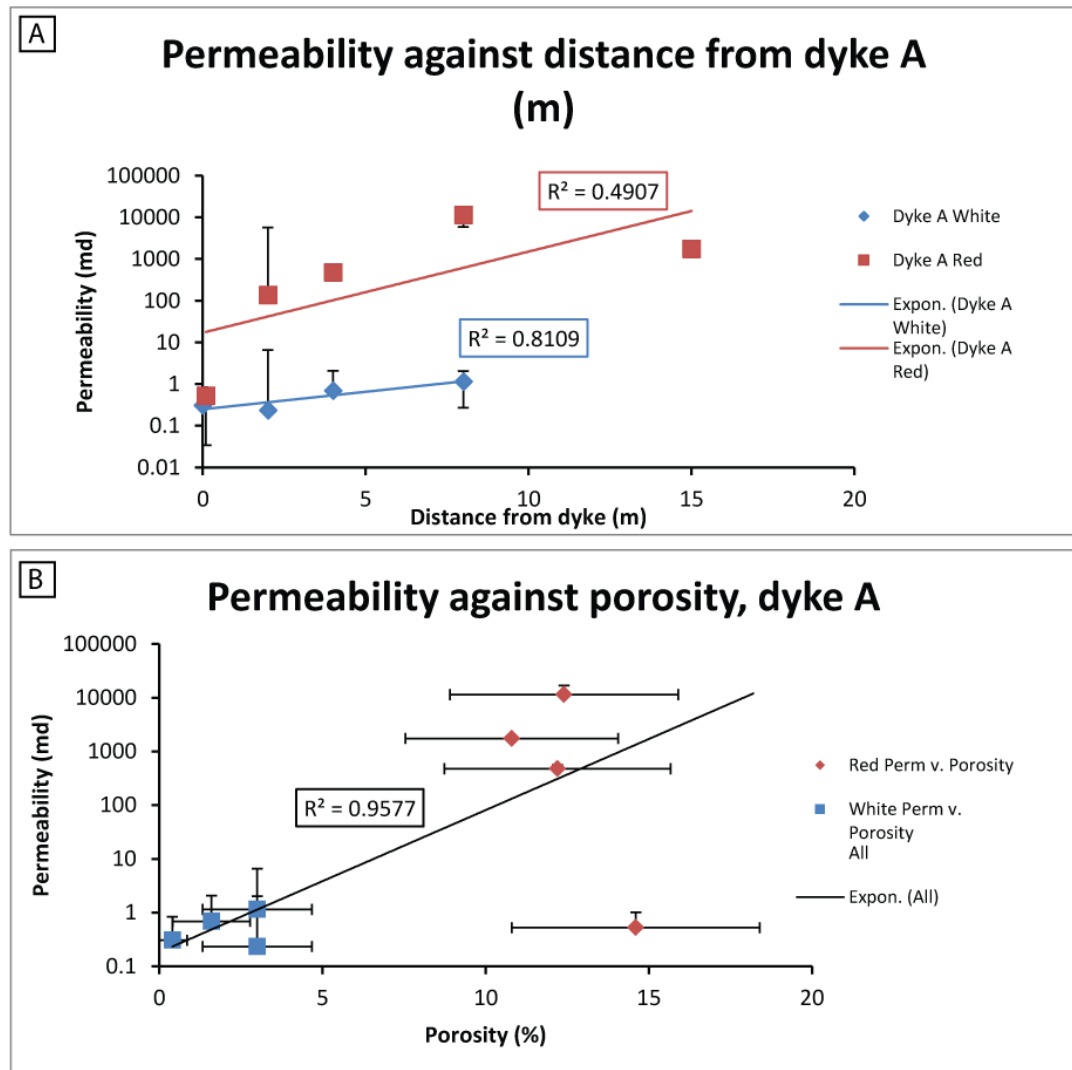 A
Permeability against distance from dyke A
(m)
Permeability (md)
100000
10000
1000
100
10
1
0.1
0.01
R² = 0.4907
R² = 0.8109
0
5
10
15
20
Distance from dyke (m)
Dyke A White
Dyke A Red
Expon. (Dyke A
White)
Expon. (Dyke A
Red)
B
Permeability against porosity, dyke A
Permeability (md)
100000
10000
1000
100
10
1
0.1
R² = 0.9577
0
5
10
15
20
Porosity (%)
Red Perm v. Porosity
White Perm v.
Porosity
All
Expon. (All)